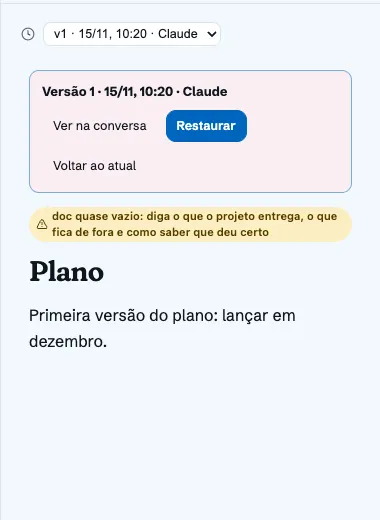 v1 · 15/11, 10:20 · Claude
Versão 1 · 15/11, 10:20 · Claude
Ver na conversa
Restaurar
Voltar ao atual
doc quase vazio: diga o que o projeto entrega, o que
fica de fora e como saber que deu certo
Plano
Primeira versão do plano: lançar em
dezembro.